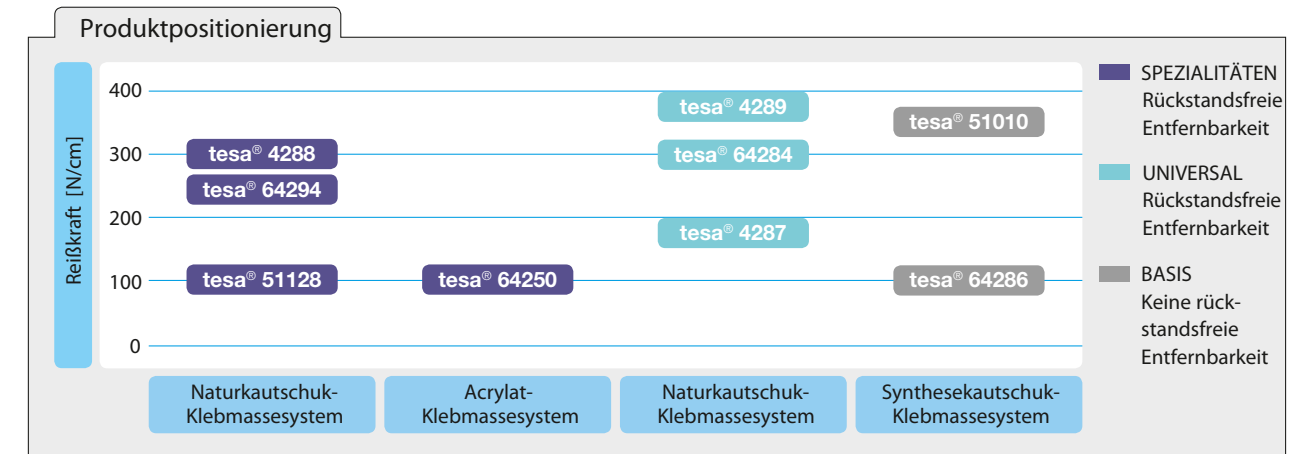 Produktpositionierung
Reißkraft [N/cm]
400
300
200
100
0
tesa® 4288
tesa® 64294
tesa® 51128
tesa® 64250
tesa® 4289
tesa® 64284
tesa® 4287
tesa® 51010
tesa® 64286
Naturkautschuk-
Klebmassesystem
Acrylat-
Klebmassesystem
Naturkautschuk-
Klebmassesystem
Synthesekautschuk-
Klebmassesystem
SPEZIALITÄTEN
Rückstandsfreie
Entfernbarkeit
UNIVERSAL
Rückstandsfreie
Entfernbarkeit
BASIS
Keine rück-
standsfreie
Entfernbarkeit